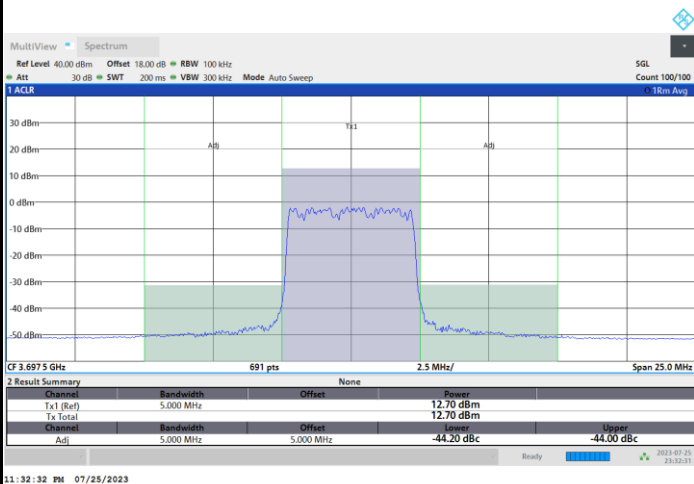 MultiView Spectrum
Ref Level 40.00 dBm Offset 18.00 dB RBW 100 kHz SGL
Att 30 dB SWT 200 ms VBW 300 kHz Mode Auto Sweep Count 100/100
1 ACLR 1Rm Avg
30 dBm
Tx1
20 dBm
Adj Adj
10 dBm
0 dBm
-10 dBm
-20 dBm
-30 dBm
-40 dBm
-50 dBm
CF 3.6975 GHz 691 pts 2.5 MHz/ Span 25.0 MHz
2 Result Summary None
Channel Bandwidth Offset Power
Tx1 (Ref) 5.000 MHz 12.70 dBm
Tx Total 12.70 dBm
Channel Bandwidth Offset Lower Upper
Adj 5.000 MHz 5.000 MHz -44.20 dBc -44.00 dBc
Ready 2023-07-25
23:32:31
11:32:32 PM 07/25/2023